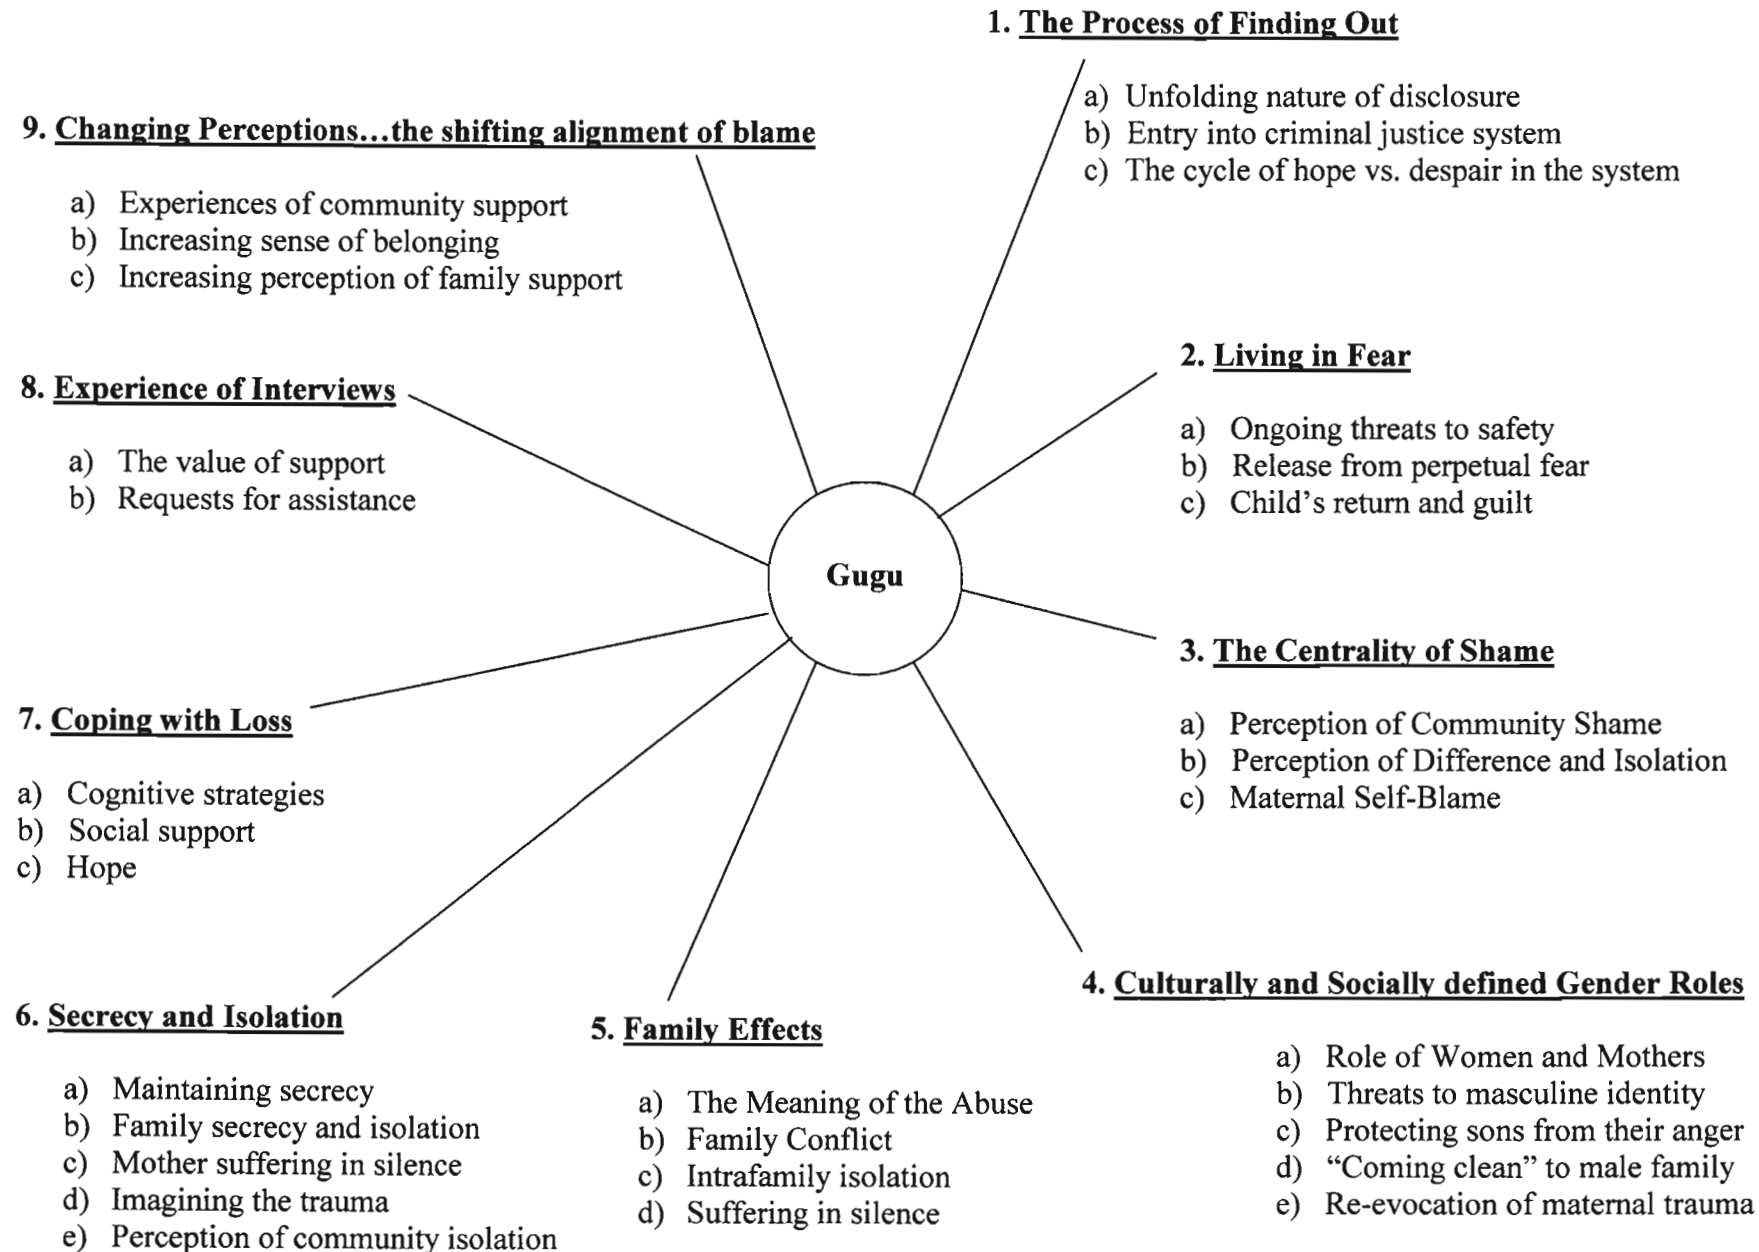 1. The Process of Finding Out
a) Unfolding nature of disclosure
b) Entry into criminal justice system
c) The cycle of hope vs. despair in the system
9. Changing Perceptions...the shifting alignment of blame
a) Experiences of community support
b) Increasing sense of belonging
c) Increasing perception of family support
2. Living in Fear
a) Ongoing threats to safety
b) Release from perpetual fear
c) Child's return and guilt
8. Experience of Interviews
a) The value of support
b) Requests for assistance
Gugu
3. The Centrality of Shame
a) Perception of Community Shame
b) Perception of Difference and Isolation
c) Maternal Self-Blame
7. Coping with Loss
a) Cognitive strategies
b) Social support
c) Hope
4. Culturally and Socially defined Gender Roles
a) Role of Women and Mothers
b) Threats to masculine identity
c) Protecting sons from their anger
d) "Coming clean" to male family
e) Re-evocation of maternal trauma
6. Secrecy and Isolation
a) Maintaining secrecy
b) Family secrecy and isolation
c) Mother suffering in silence
d) Imagining the trauma
e) Perception of community isolation
5. Family Effects
a) The Meaning of the Abuse
b) Family Conflict
c) Intrafamily isolation
d) Suffering in silence